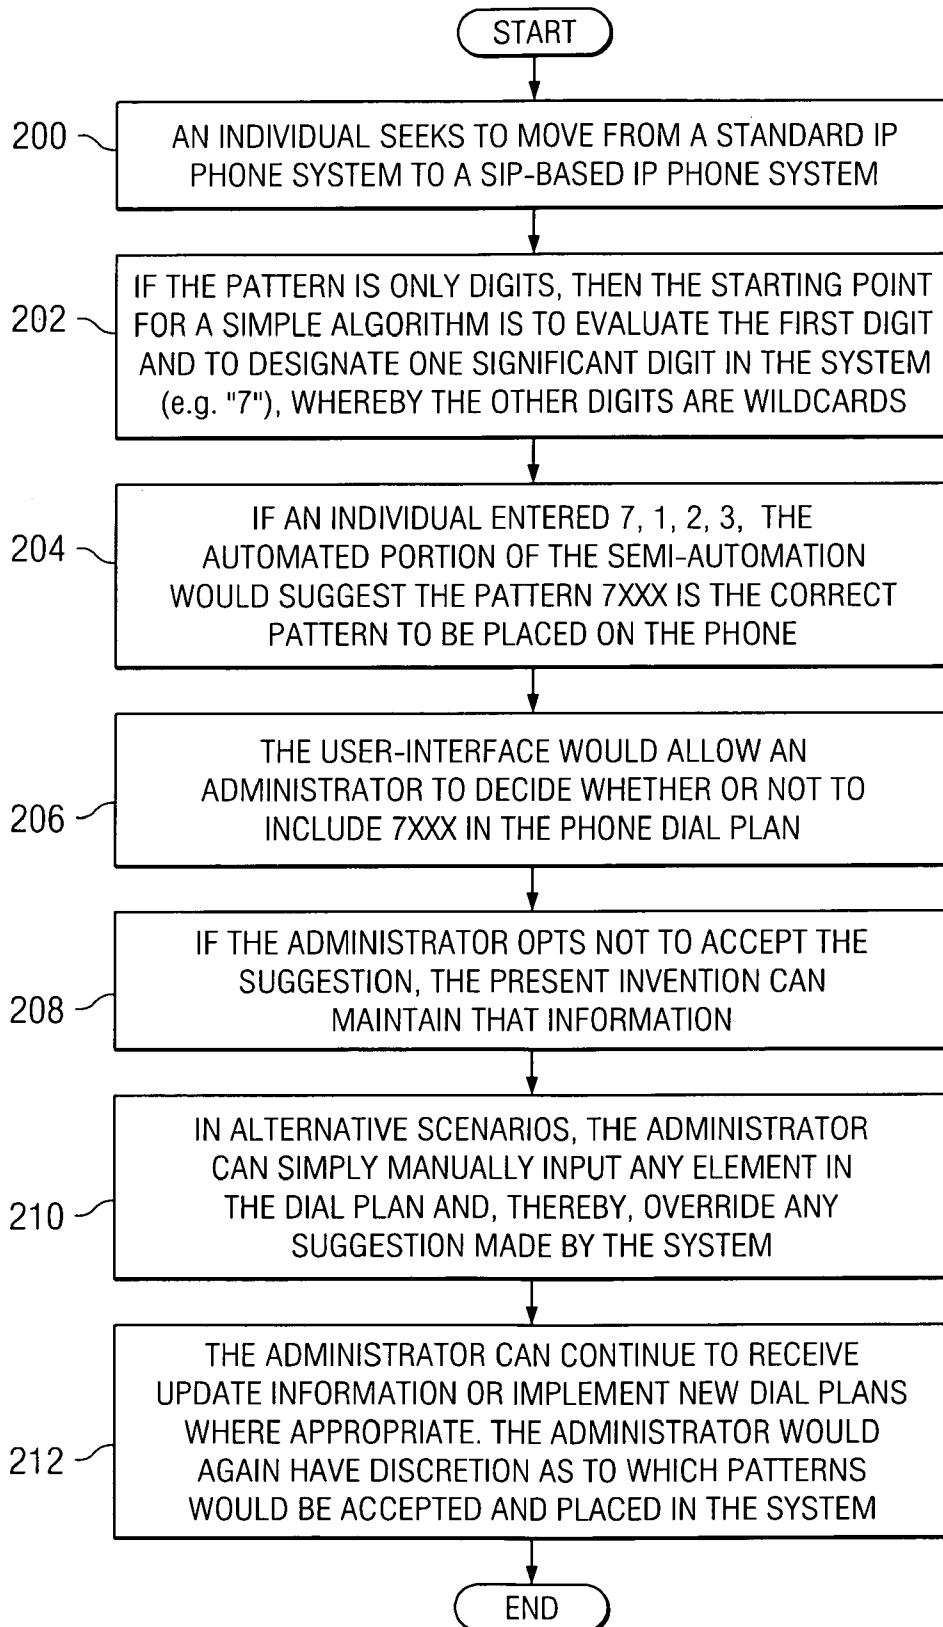 START
200
AN INDIVIDUAL SEEKS TO MOVE FROM A STANDARD IP
PHONE SYSTEM TO A SIP-BASED IP PHONE SYSTEM
202
IF THE PATTERN IS ONLY DIGITS, THEN THE STARTING POINT
FOR A SIMPLE ALGORITHM IS TO EVALUATE THE FIRST DIGIT
AND TO DESIGNATE ONE SIGNIFICANT DIGIT IN THE SYSTEM
(e.g. "7"), WHEREBY THE OTHER DIGITS ARE WILDCARDS
204
IF AN INDIVIDUAL ENTERED 7, 1, 2, 3, THE
AUTOMATED PORTION OF THE SEMI-AUTOMATION
WOULD SUGGEST THE PATTERN 7XXX IS THE CORRECT
PATTERN TO BE PLACED ON THE PHONE
206
THE USER-INTERFACE WOULD ALLOW AN
ADMINISTRATOR TO DECIDE WHETHER OR NOT TO
INCLUDE 7XXX IN THE PHONE DIAL PLAN
208
IF THE ADMINISTRATOR OPTS NOT TO ACCEPT THE
SUGGESTION, THE PRESENT INVENTION CAN
MAINTAIN THAT INFORMATION
210
IN ALTERNATIVE SCENARIOS, THE ADMINISTRATOR
CAN SIMPLY MANUALLY INPUT ANY ELEMENT IN
THE DIAL PLAN AND, THEREBY, OVERRIDE ANY
SUGGESTION MADE BY THE SYSTEM
212
THE ADMINISTRATOR CAN CONTINUE TO RECEIVE
UPDATE INFORMATION OR IMPLEMENT NEW DIAL PLANS
WHERE APPROPRIATE. THE ADMINISTRATOR WOULD
AGAIN HAVE DISCRETION AS TO WHICH PATTERNS
WOULD BE ACCEPTED AND PLACED IN THE SYSTEM
END